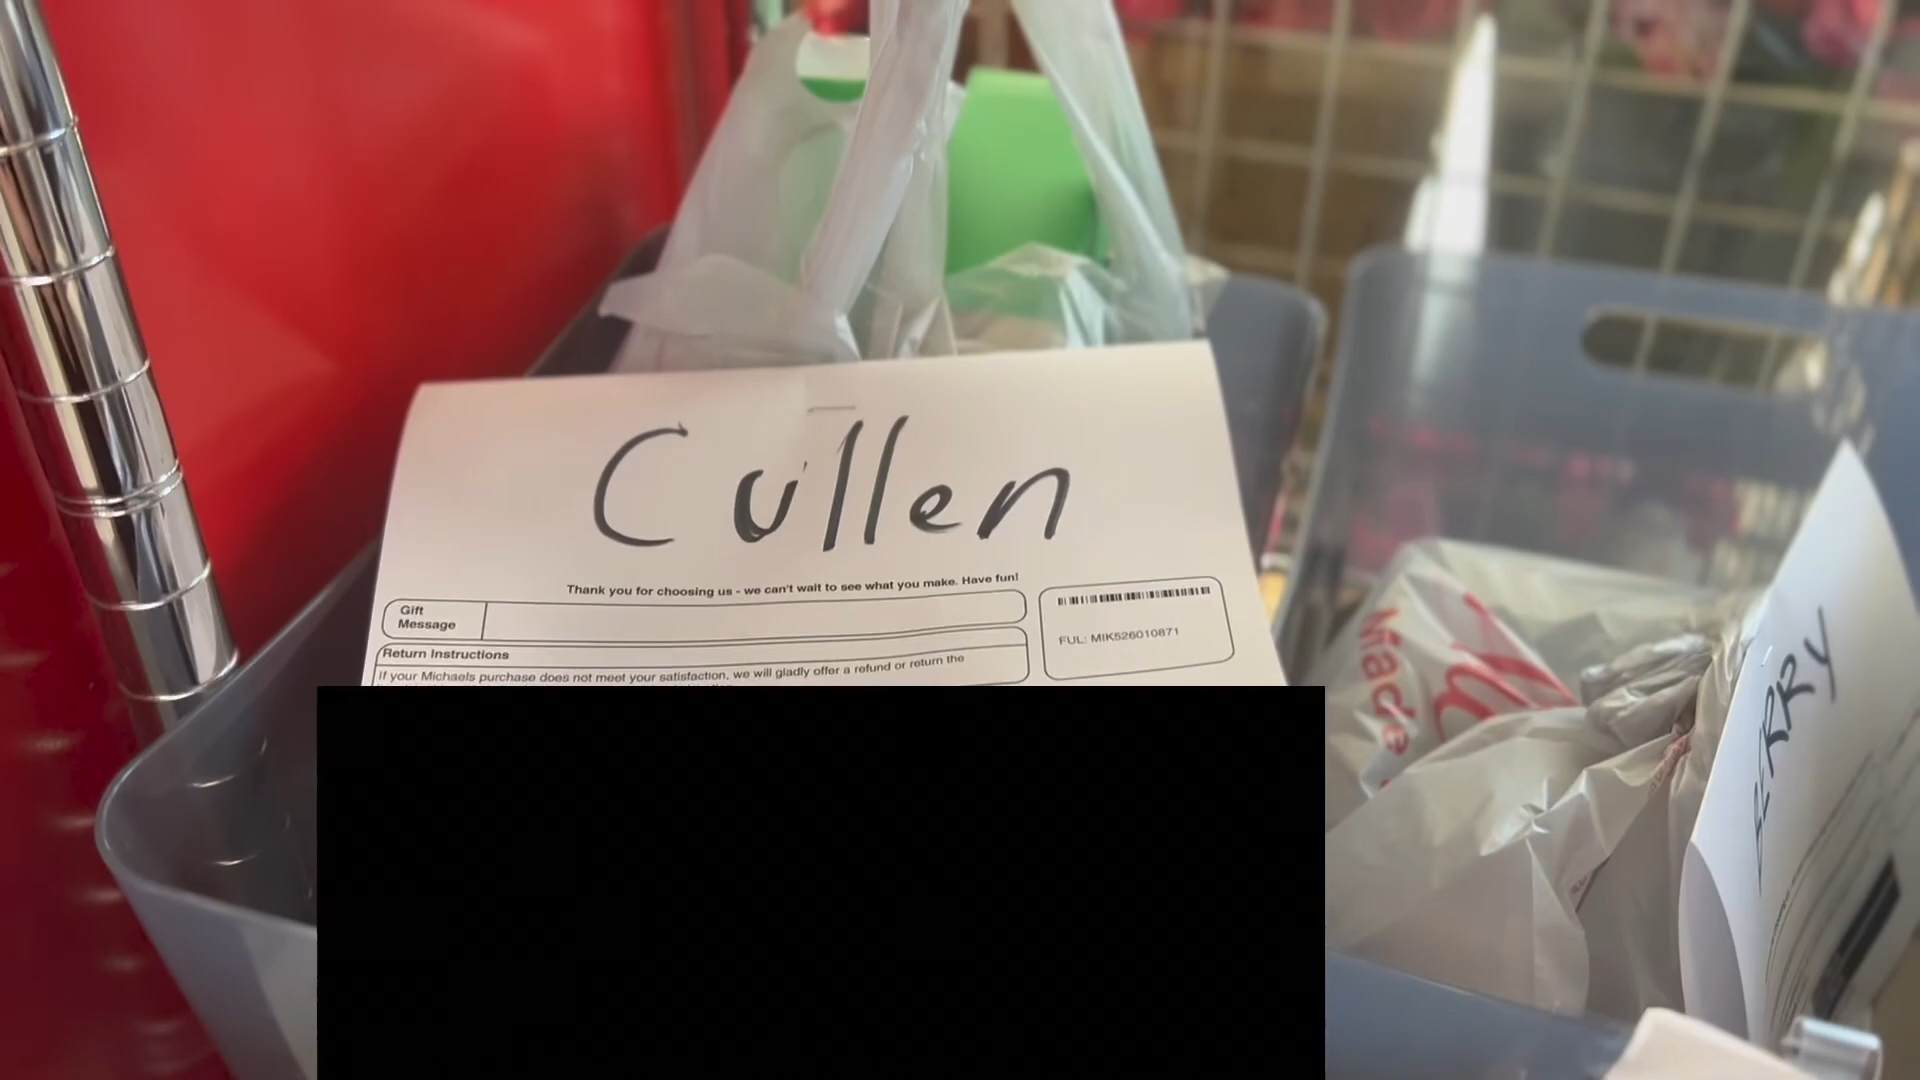 Cullen
Thank you for choosing us - we can't wait to see what you make. Have fun!
Gift
Message
FUL: MIK526010871
Return Instructions
If your Michaels purchase does not meet your satisfaction, we will gladly offer a refund or return the
Made
BERRY